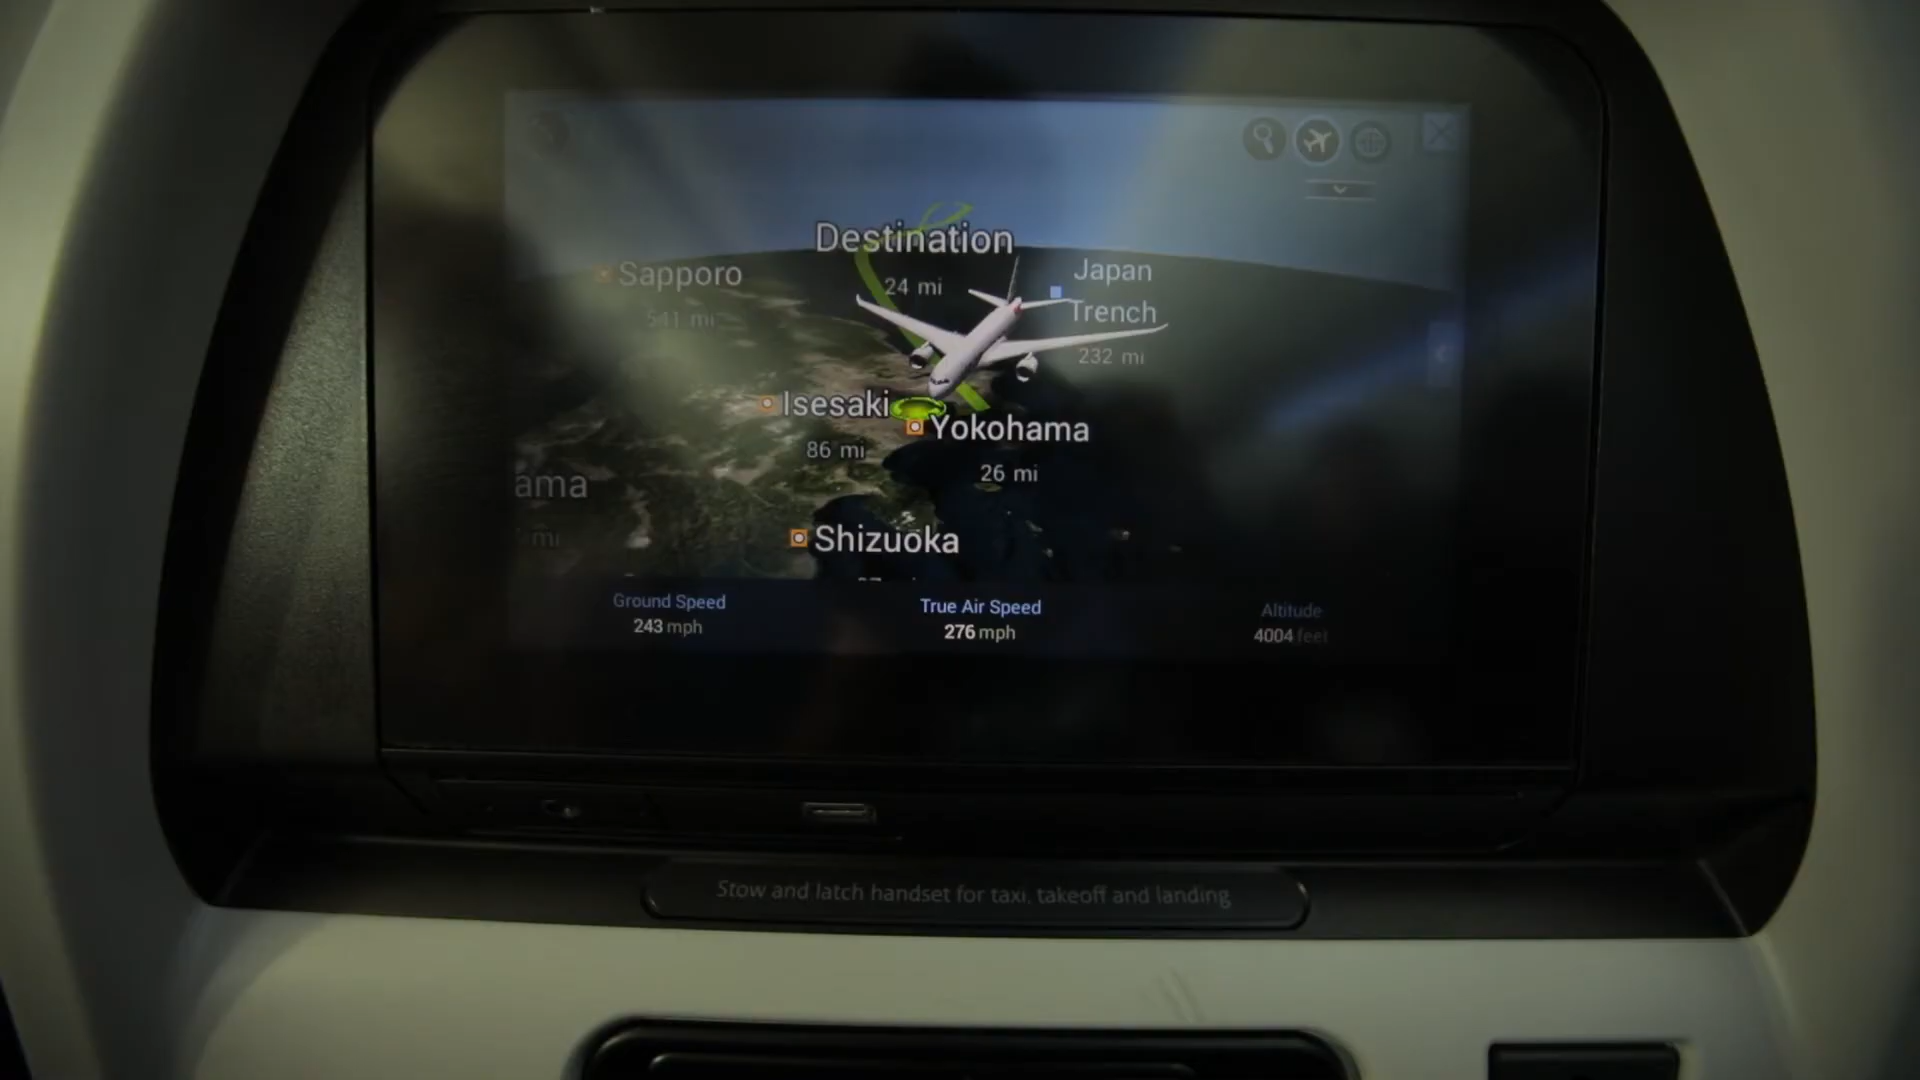 Destination
24 mi
Sapporo
541 mi
Japan
Trench
232 mi
Isesaki
86 mi
Yokohama
26 mi
ama
mi
Shizuoka
Ground Speed
243 mph
True Air Speed
276 mph
Altitude
4004 feet
Stow and latch handset for taxi, takeoff and landing